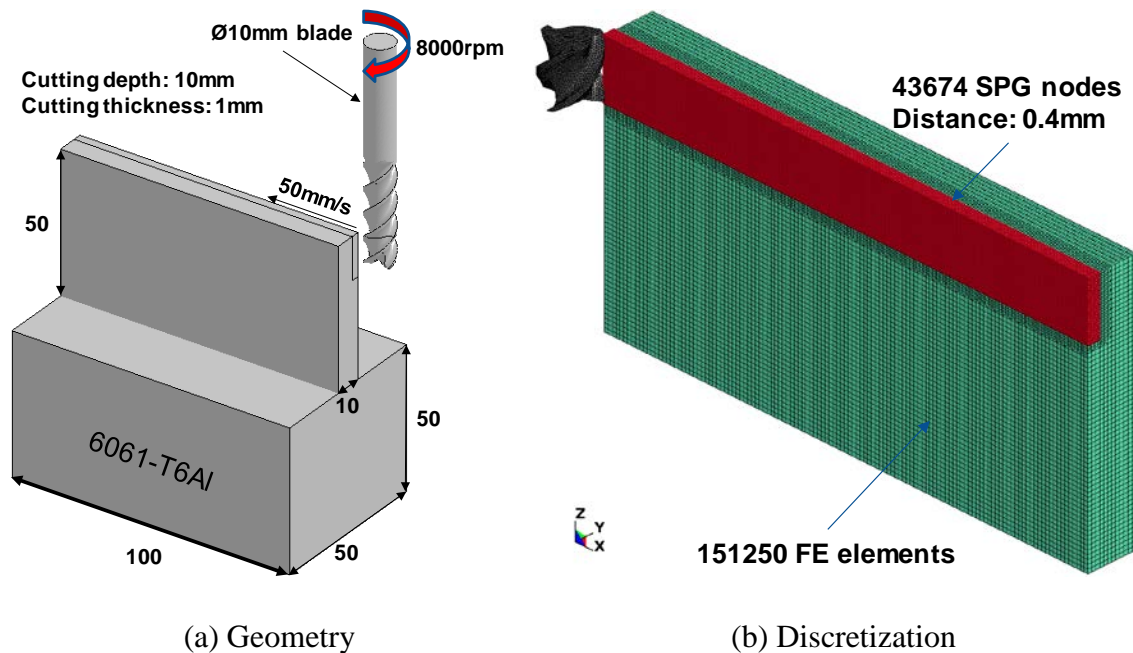 Ø10mm blade
8000rpm
Cutting depth: 10mm
Cutting thickness: 1mm
50mm/s
50
10
50
6061-T6Al
100
50
43674 SPG nodes
Distance: 0.4mm
Z
Y
X
151250 FE elements
(a) Geometry
(b) Discretization